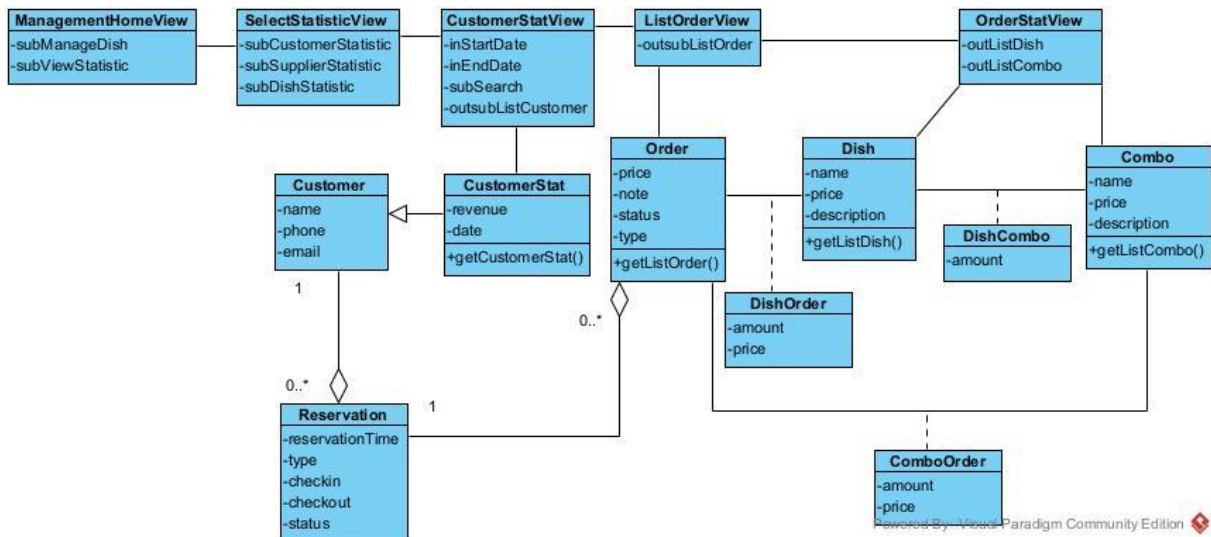 ManagementHomeView
-subManageDish
-subViewStatistic
SelectStatisticView
-subCustomerStatistic
-subSupplierStatistic
-subDishStatistic
CustomerStatView
-inStartDate
-inEndDate
-subSearch
-outsubListCustomer
ListOrderView
-outsubListOrder
OrderStatView
-outListDish
-outListCombo
Customer
-name
-phone
-email
CustomerStat
-revenue
-date
+getCustomerStat()
Order
-price
-note
-status
-type
+getListOrder()
Dish
-name
-price
-description
+getListDish()
Combo
-name
-price
-description
+getListCombo()
DishCombo
-amount
DishOrder
-amount
-price
1
0..*
0..*
1
Reservation
-reservationTime
-type
-checkin
-checkout
-status
ComboOrder
-amount
-price
Powered By: Visual Paradigm Community Edition